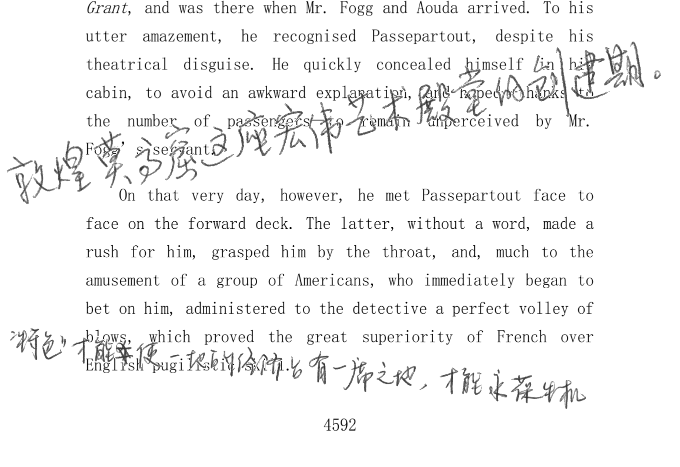 Grant, and was there when Mr. Fogg and Aouda arrived. To his
utter amazement, he recognised Passepartout, despite his
theatrical disguise. He quickly concealed himself in his
cabin, to avoid an awkward explanation, and hoped—thanks to
the number of passengers—to remain unperceived by Mr.
Fogg's servant.
敦煌莫高窟这座宏伟艺术殿堂的创建期。
On that very day, however, he met Passepartout face to
face on the forward deck. The latter, without a word, made a
rush for him, grasped him by the throat, and, much to the
amusement of a group of Americans, who immediately began to
bet on him, administered to the detective a perfect volley of
blows, which proved the great superiority of French over
English pugilistic skill.
“特色”才能使一地的经济占有一席之地，才能永葆生机
4592